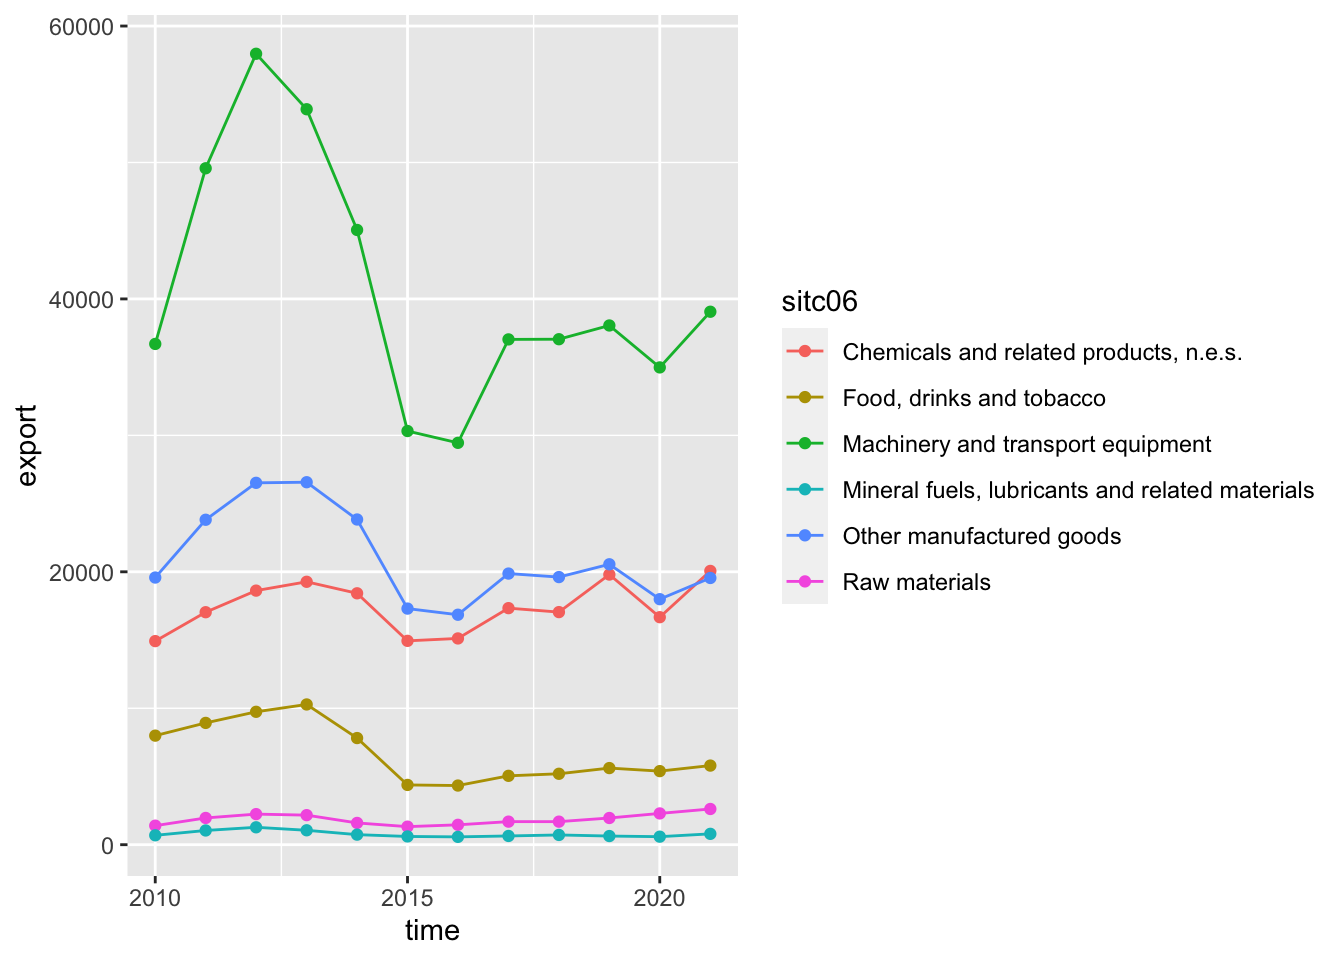 60000
40000
20000
0
export
2010
2015
2020
time
sitc06
Chemicals and related products, n.e.s.
Food, drinks and tobacco
Machinery and transport equipment
Mineral fuels, lubricants and related materials
Other manufactured goods
Raw materials